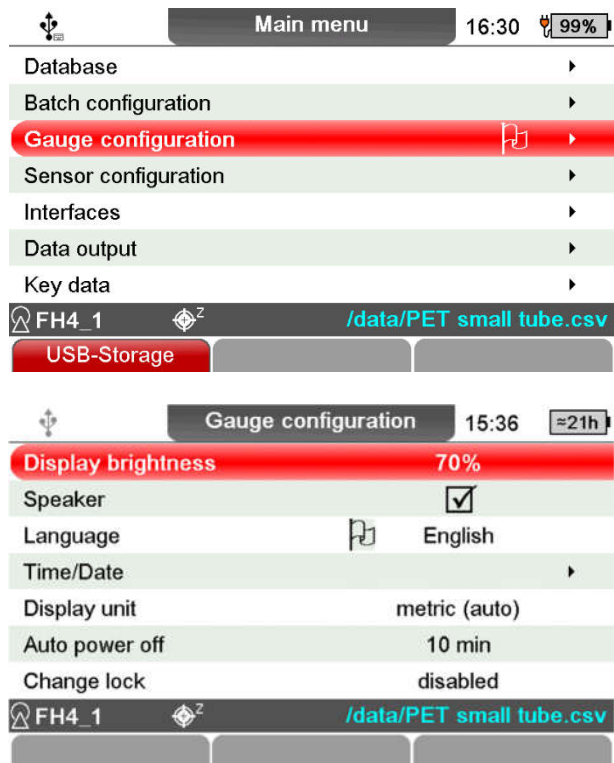 Main menu 16:30 99%
Database
Batch configuration
Gauge configuration
Sensor configuration
Interfaces
Data output
Key data
FH4_1 Z /data/PET small tube.csv
USB-Storage
Gauge configuration 15:36 ≈21h
Display brightness 70%
Speaker
Language English
Time/Date
Display unit metric (auto)
Auto power off 10 min
Change lock disabled
FH4_1 Z /data/PET small tube.csv